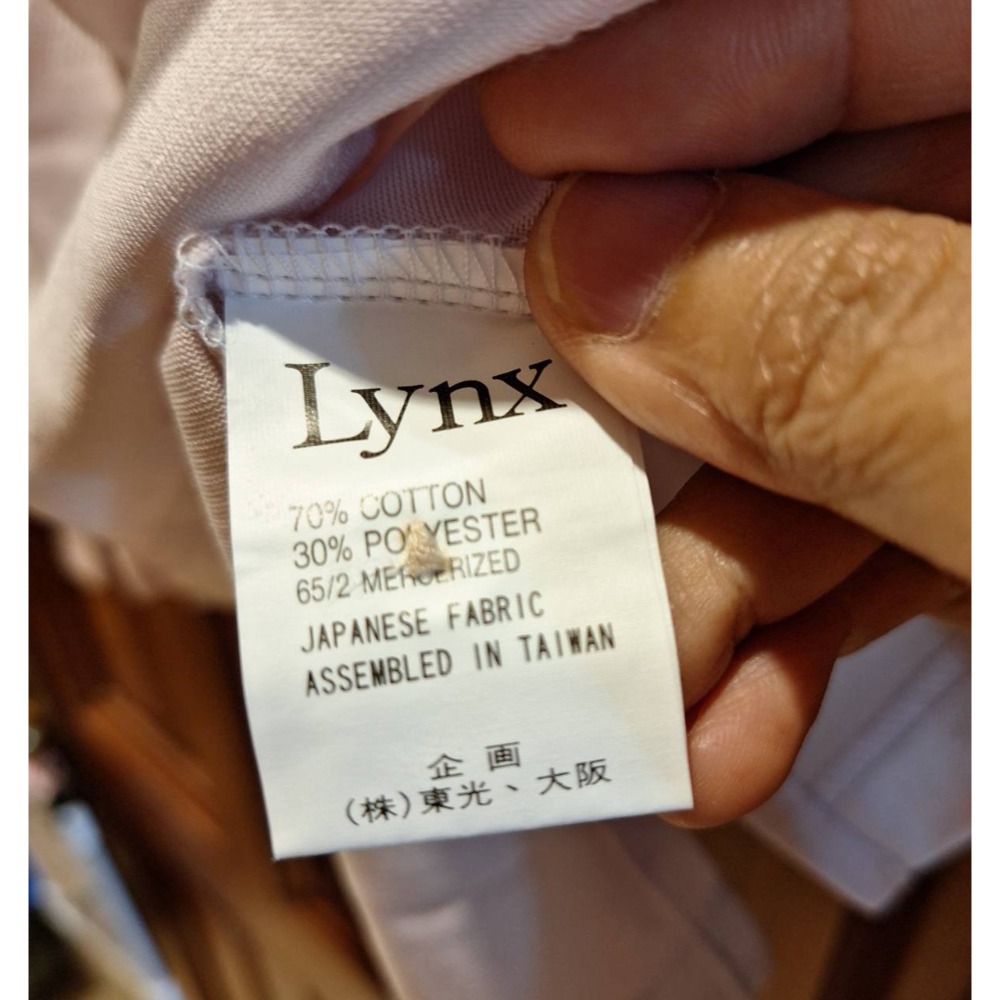 Lynx
70% COTTON
30% POLYESTER
65/2 MERCERIZED
JAPANESE FABRIC
ASSEMBLED IN TAIWAN
企画
(株)東光、大阪